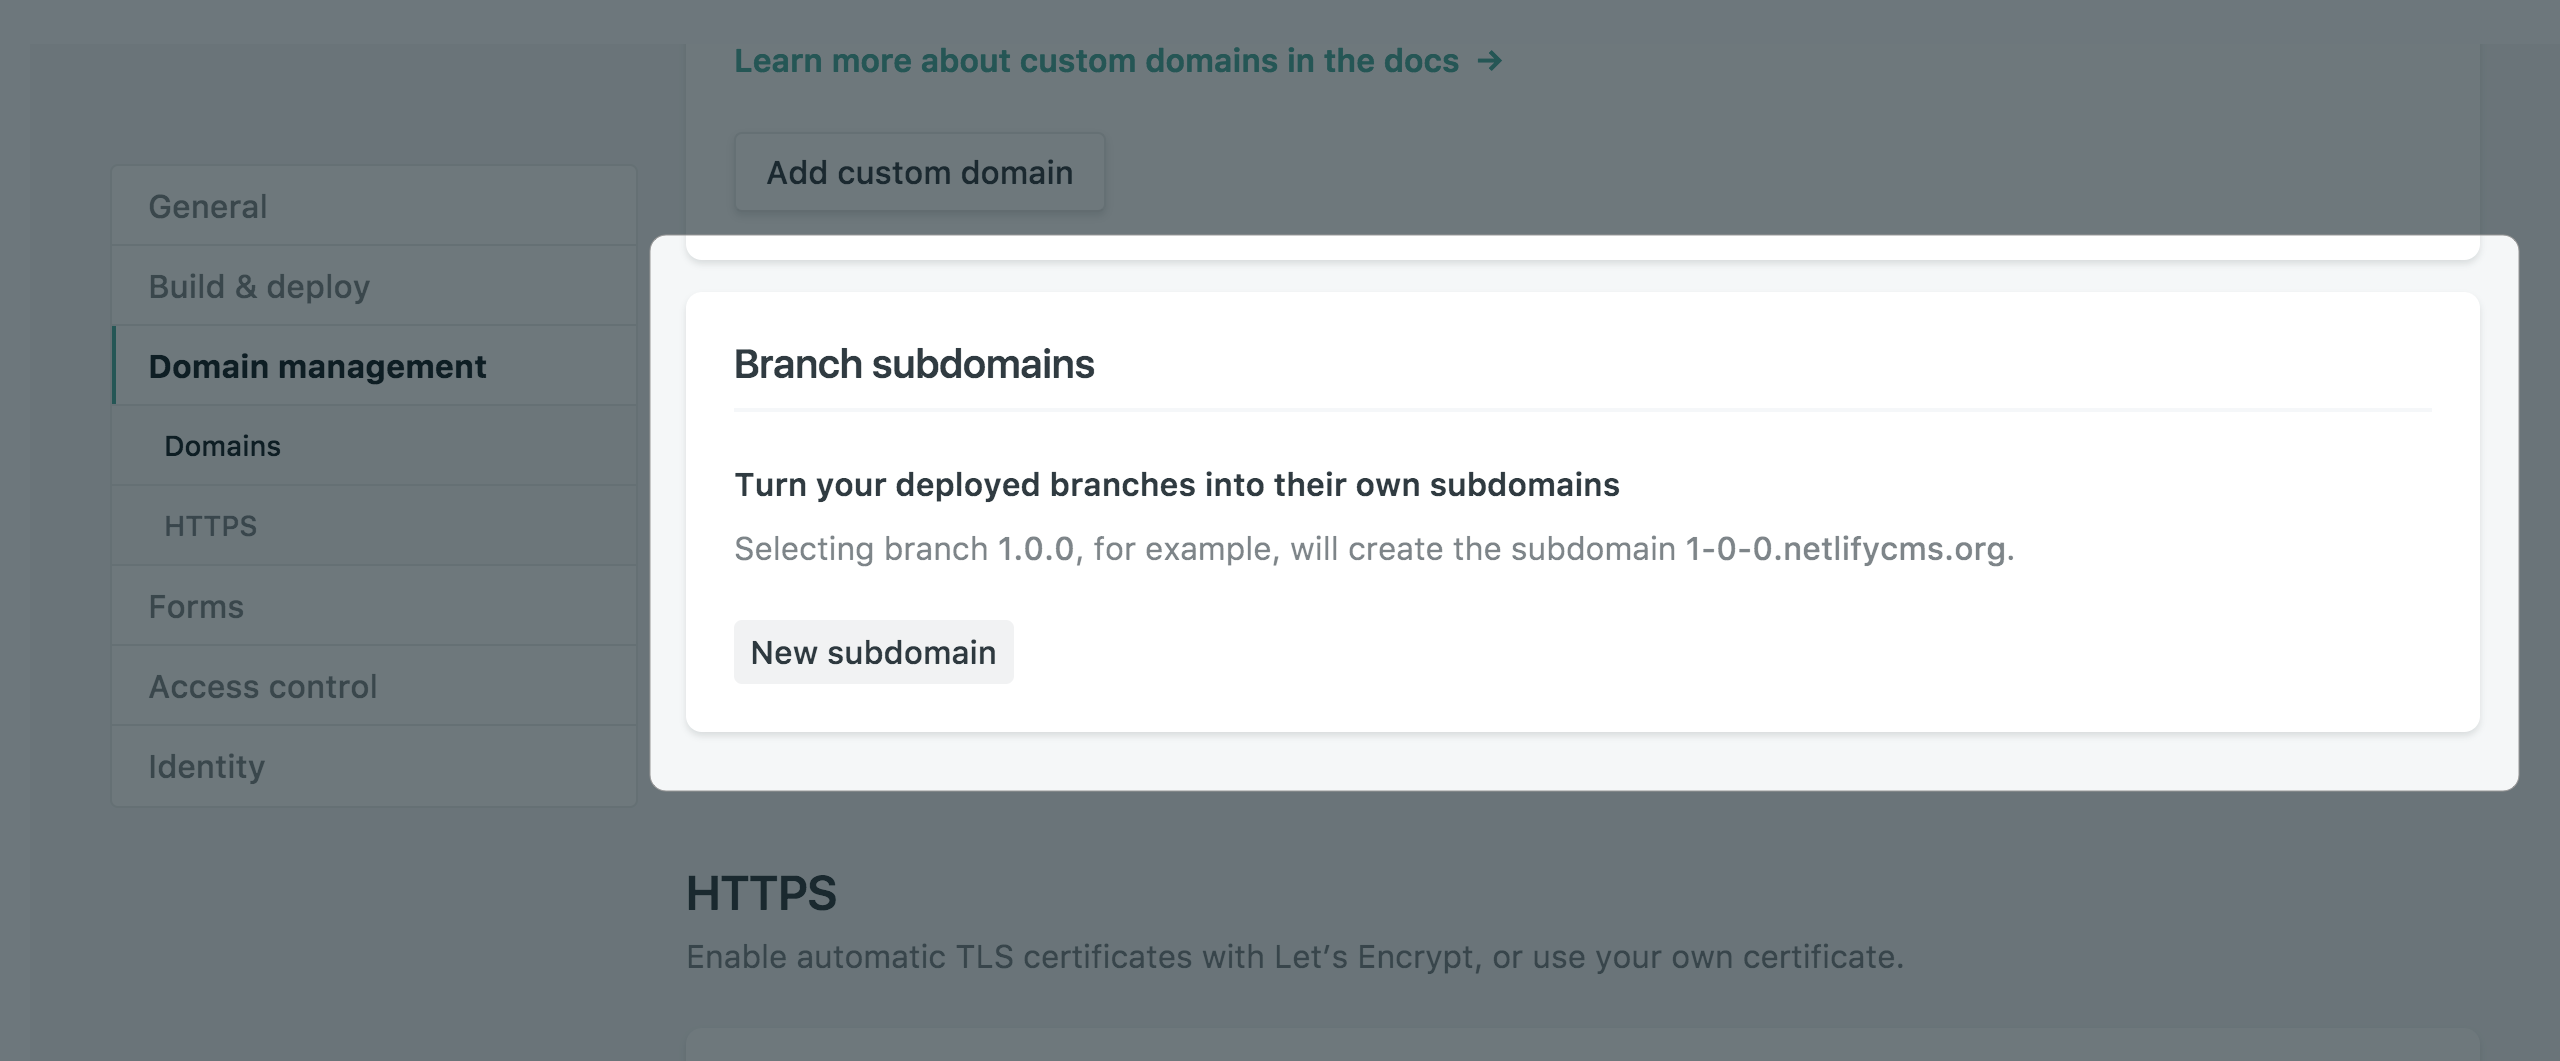 Learn more about custom domains in the docs →
Add custom domain
General
Build & deploy
Domain management
Domains
HTTPS
Forms
Access control
Identity
Branch subdomains
Turn your deployed branches into their own subdomains
Selecting branch 1.0.0, for example, will create the subdomain 1-0-0.netlifycms.org.
New subdomain
HTTPS
Enable automatic TLS certificates with Let’s Encrypt, or use your own certificate.